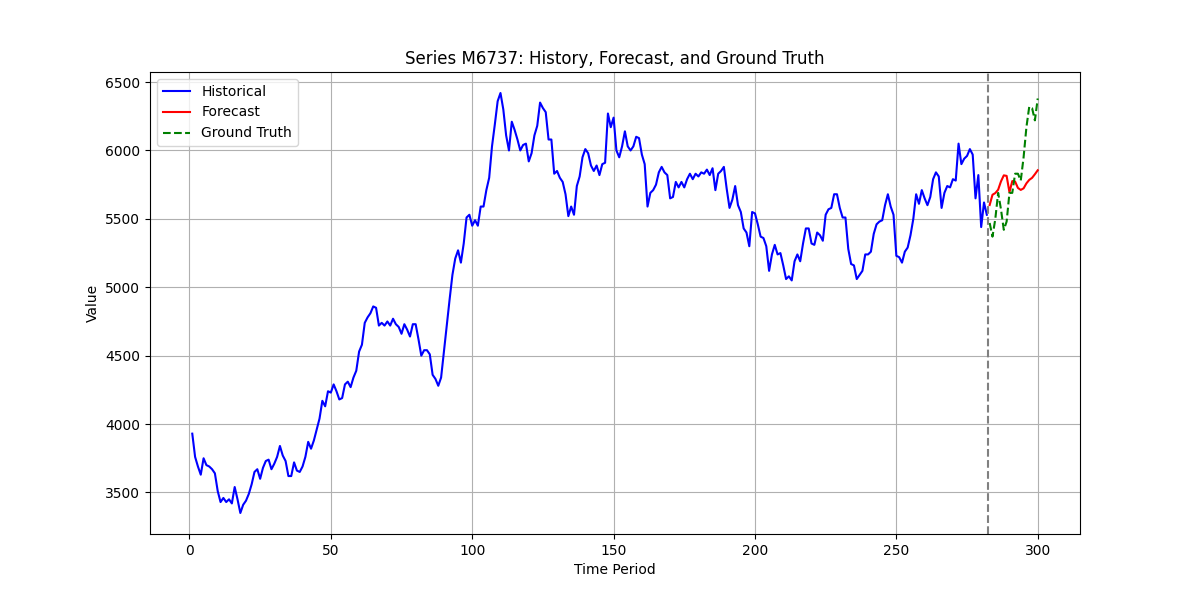 Series M6737: History, Forecast, and Ground Truth
Historical
Forecast
Ground Truth
6500
6000
5500
5000
4500
4000
3500
Value
0 50 100 150 200 250 300
Time Period